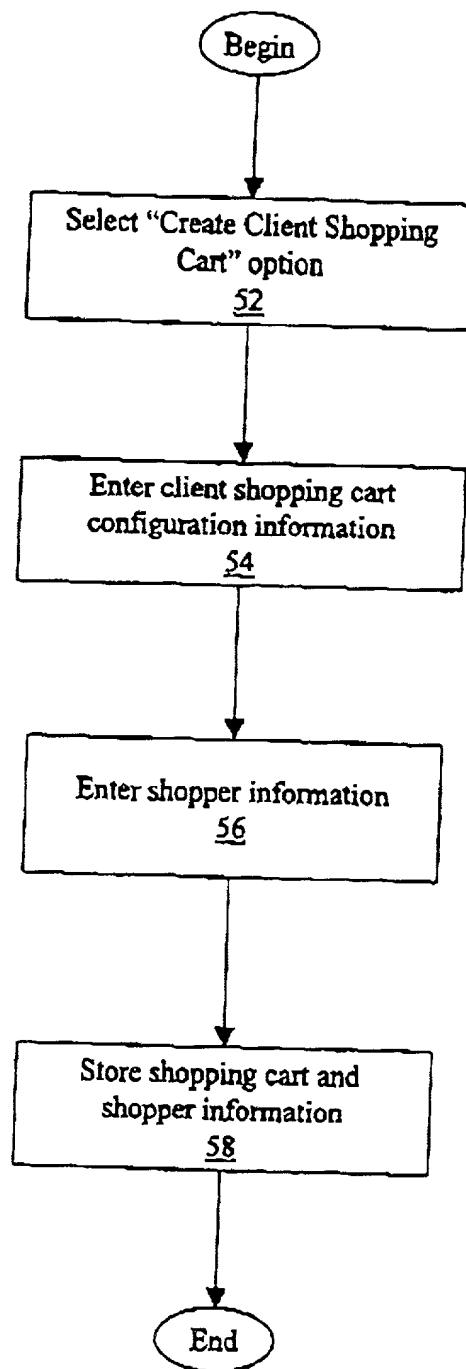 Begin
Select “Create Client Shopping
Cart” option
52
Enter client shopping cart
configuration information
54
Enter shopper information
56
Store shopping cart and
shopper information
58
End